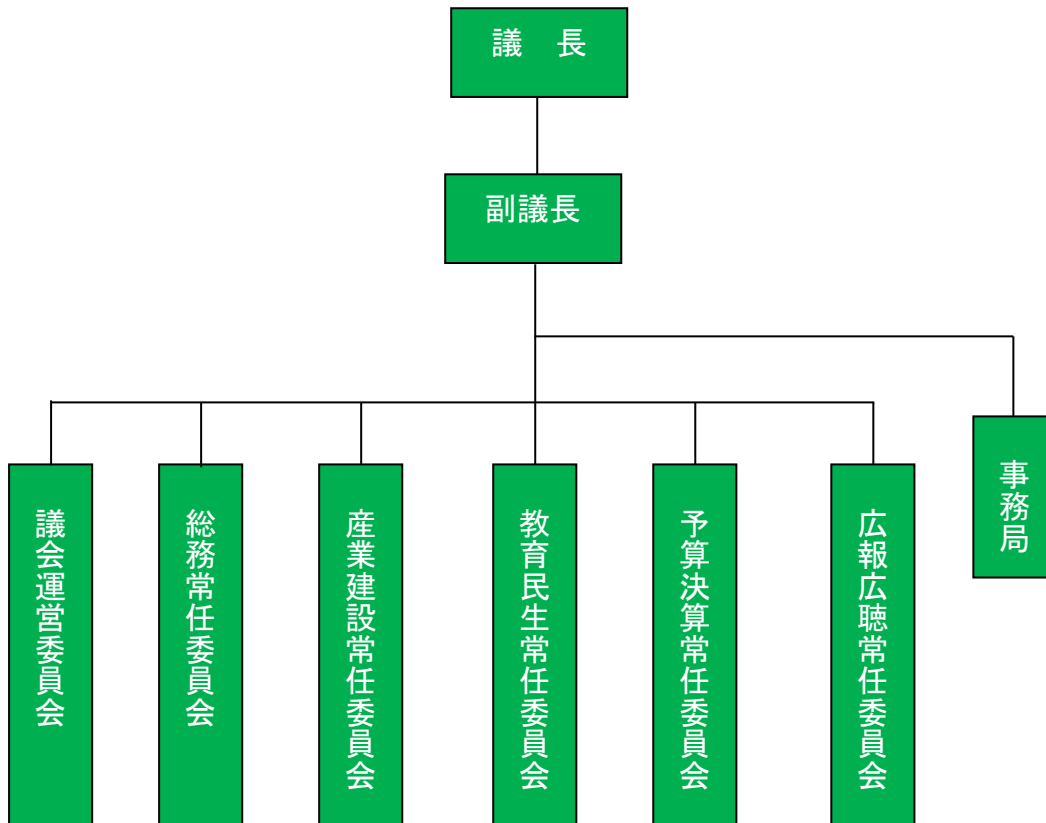 議　長
副議長
事務局
議会運営委員会
総務常任委員会
産業建設常任委員会
教育民生常任委員会
予算決算常任委員会
広報広聴常任委員会